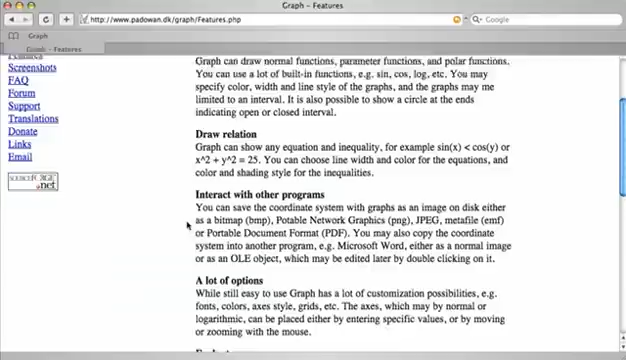 Graph – Features
http://www.padowan.dk/graph/Features.php
Google
Graph
Graph – Features
Features
Screenshots
FAQ
Forum
Support
Translations
Donate
Links
Email
SOURCEFORGE
.net
Graph can draw normal functions, parameter functions, and polar functions.
You can use a lot of built-in functions, e.g. sin, cos, log, etc. You may
specify color, width and line style of the graphs, and the graphs may me
limited to an interval. It is also possible to show a circle at the ends
indicating open or closed interval.
Draw relation
Graph can show any equation and inequality, for example sin(x) < cos(y) or
x^2 + y^2 = 25. You can choose line width and color for the equations, and
color and shading style for the inequalities.
Interact with other programs
You can save the coordinate system with graphs as an image on disk either
as a bitmap (bmp), Potable Network Graphics (png), JPEG, metafile (emf)
or Portable Document Format (PDF). You may also copy the coordinate
system into another program, e.g. Microsoft Word, either as a normal image
or as an OLE object, which may be edited later by double clicking on it.
A lot of options
While still easy to use Graph has a lot of customization possibilities, e.g.
fonts, colors, axes style, grids, etc. The axes, which may by normal or
logarithmic, can be placed either by entering specific values, or by moving
or zooming with the mouse.